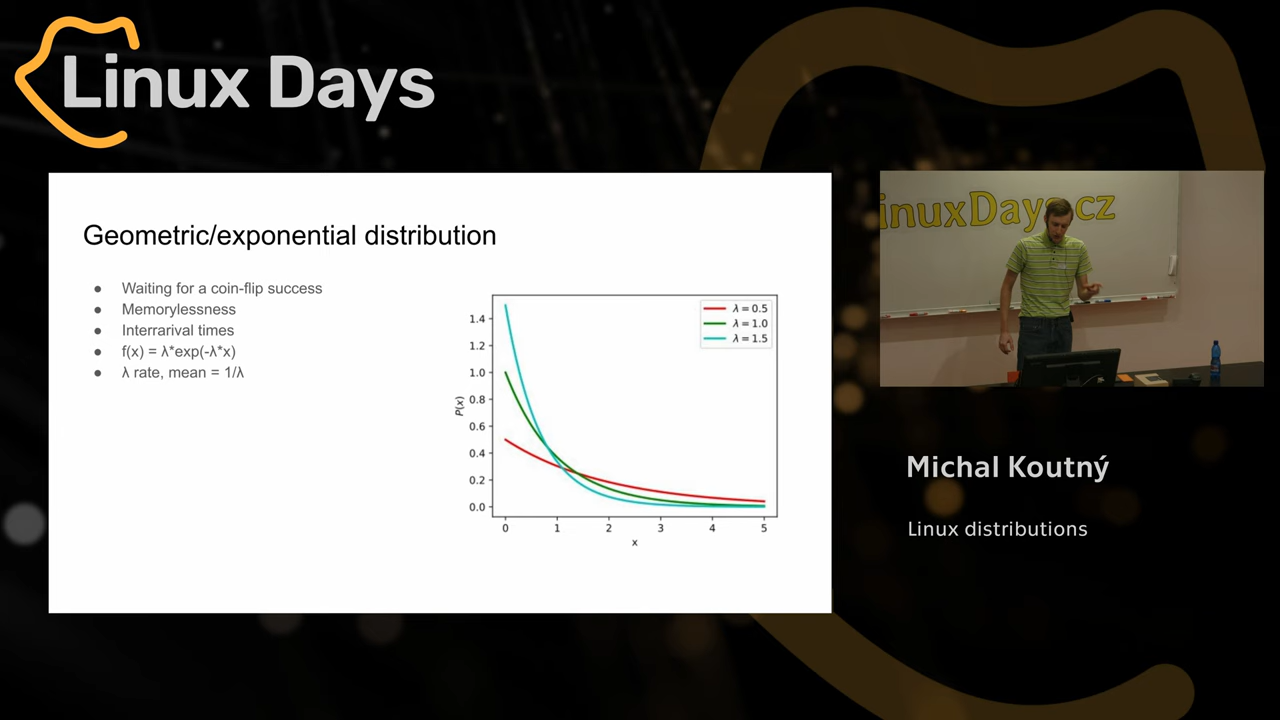 Linux Days
Geometric/exponential distribution
● Waiting for a coin-flip success
● Memorylessness
● Interrarival times
● f(x) = λ*exp(-λ*x)
● λ rate, mean = 1/λ
λ = 0.5
λ = 1.0
λ = 1.5
1.4
1.2
1.0
0.8
0.6
0.4
0.2
0.0
P(x)
0 1 2 3 4 5
x
inuxDays.cz
Michal Koutný
Linux distributions